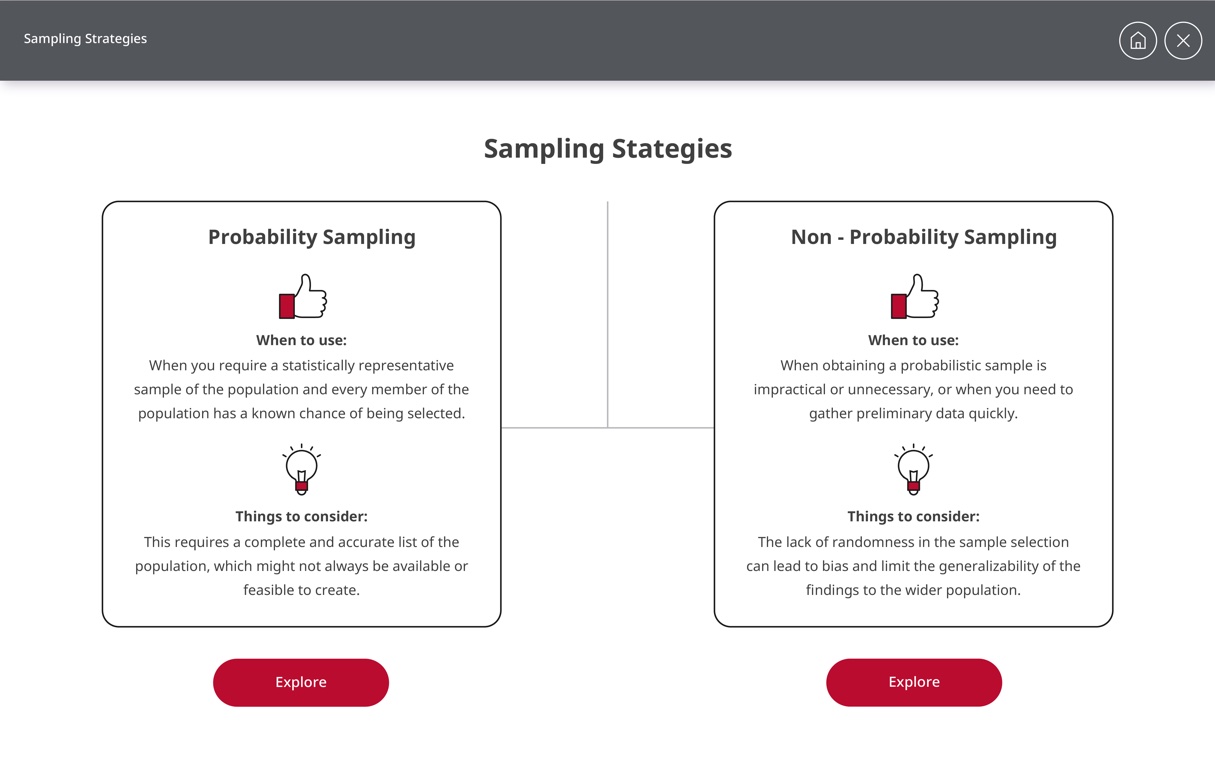 Sampling Strategies
Sampling Stategies
Probability Sampling
When to use:
When you require a statistically representative
sample of the population and every member of the
population has a known chance of being selected.
Things to consider:
This requires a complete and accurate list of the
population, which might not always be available or
feasible to create.
Explore
Non - Probability Sampling
When to use:
When obtaining a probabilistic sample is
impractical or unnecessary, or when you need to
gather preliminary data quickly.
Things to consider:
The lack of randomness in the sample selection
can lead to bias and limit the generalizability of the
findings to the wider population.
Explore